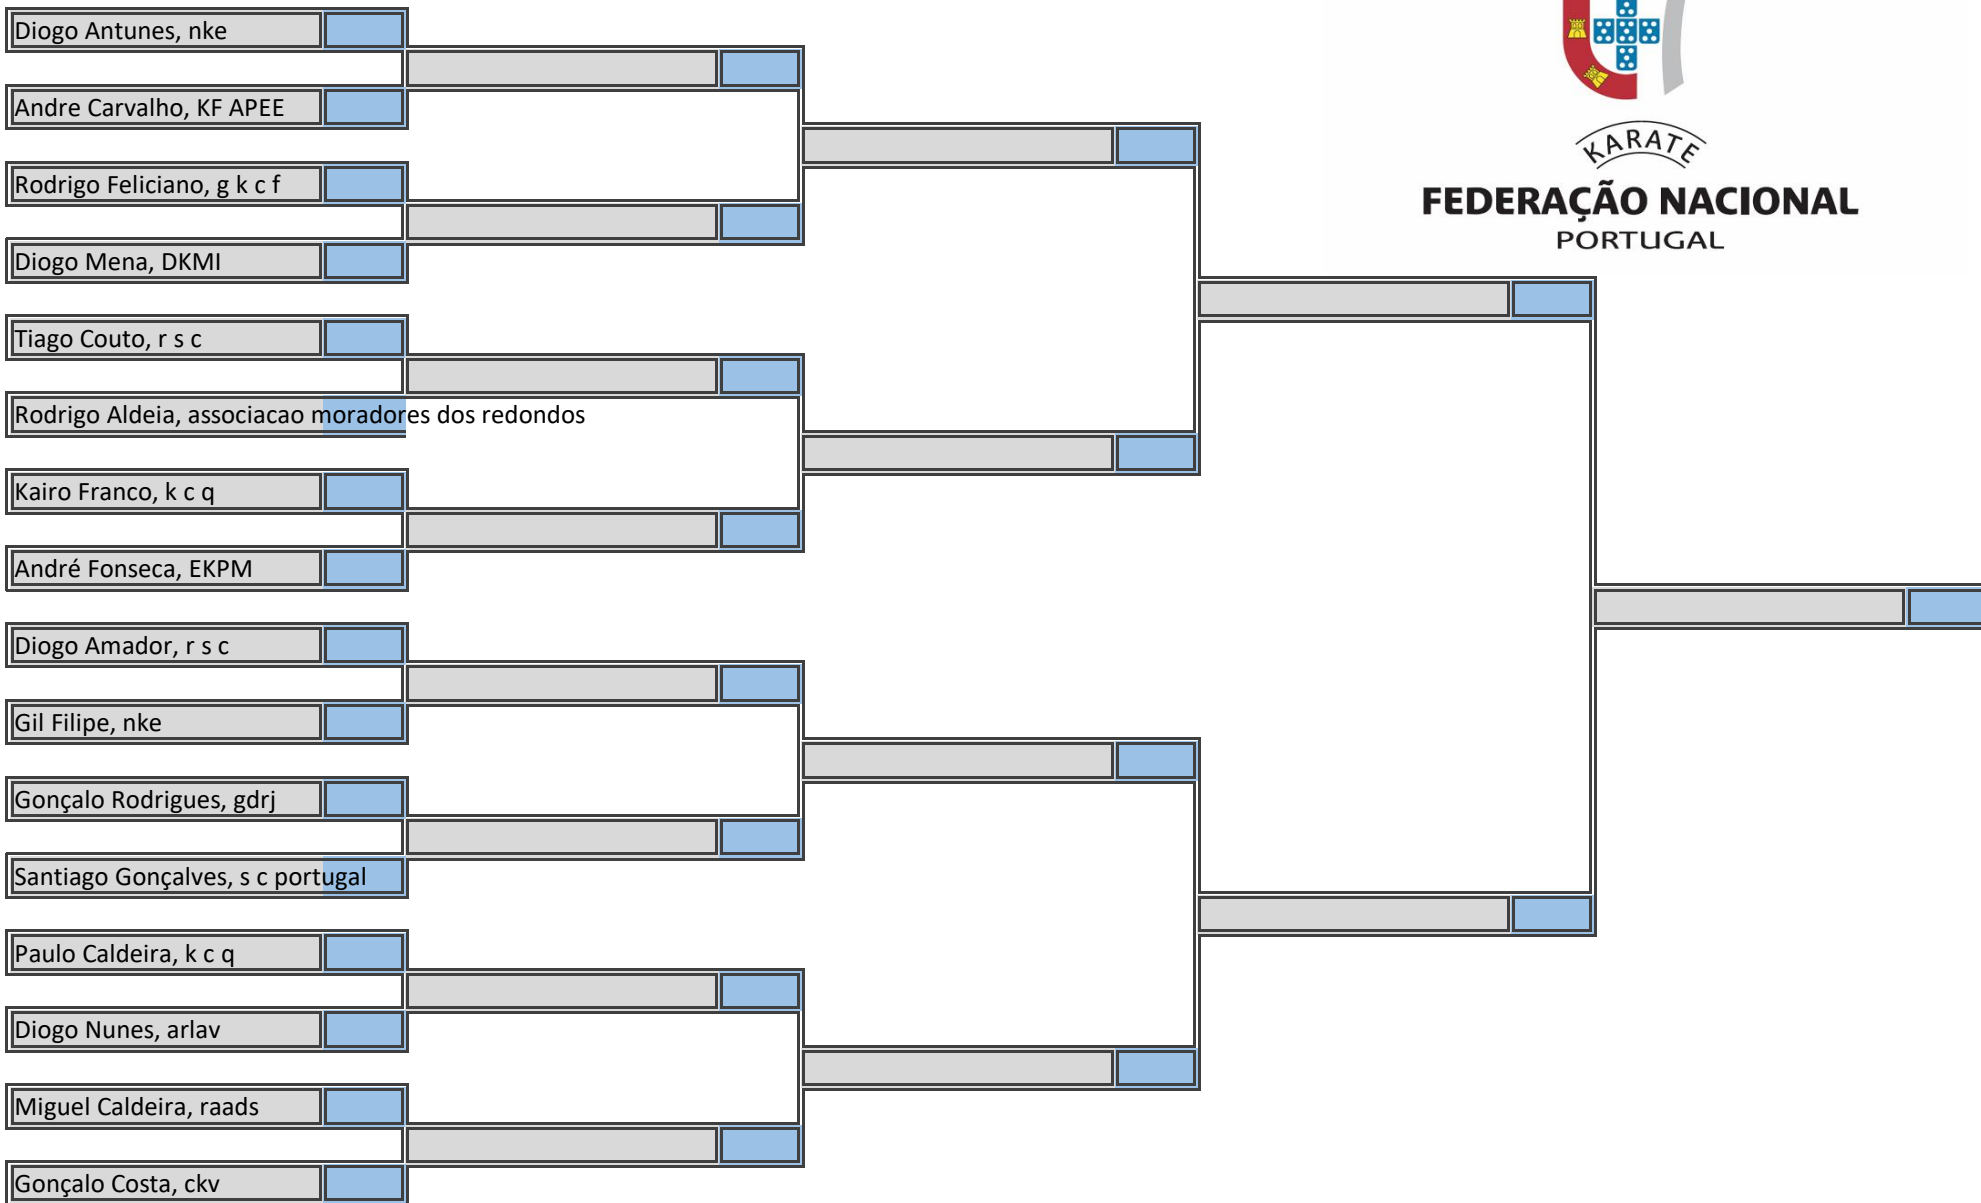 Diogo Antunes, nke
Andre Carvalho, KF APEE
Rodrigo Feliciano, g k c f
Diogo Mena, DKMI
Tiago Couto, r s c
Rodrigo Aldeia, associacao moradores dos redondos
Kairo Franco, k c q
André Fonseca, EKPM
Diogo Amador, r s c
Gil Filipe, nke
Gonçalo Rodrigues, gdrj
Santiago Gonçalves, s c portugal
Paulo Caldeira, k c q
Diogo Nunes, arlav
Miguel Caldeira, raads
Gonçalo Costa, ckv
KARATE
FEDERAÇÃO NACIONAL
PORTUGAL